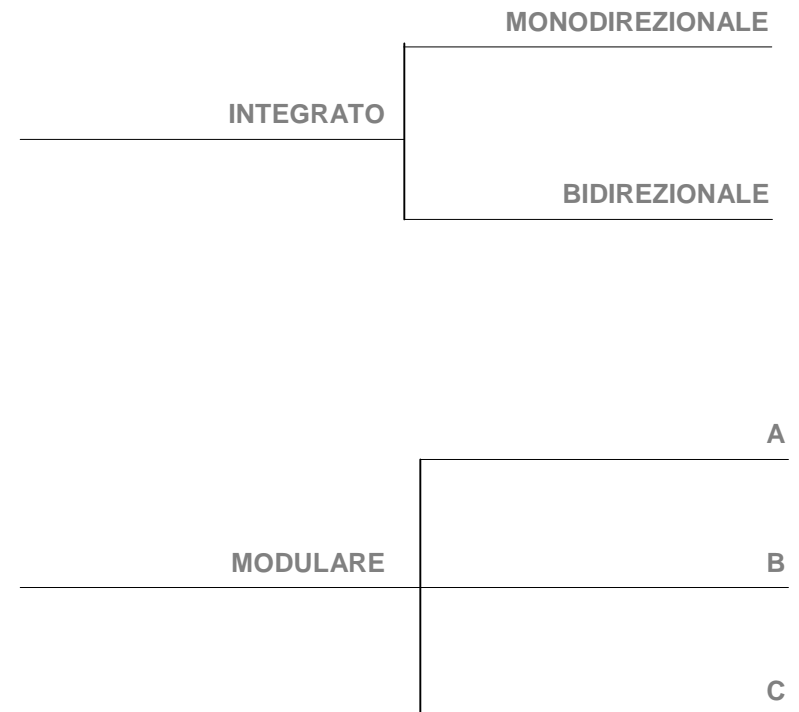 MONODIREZIONALE
INTEGRATO
BIDIREZIONALE
A
MODULARE
B
C